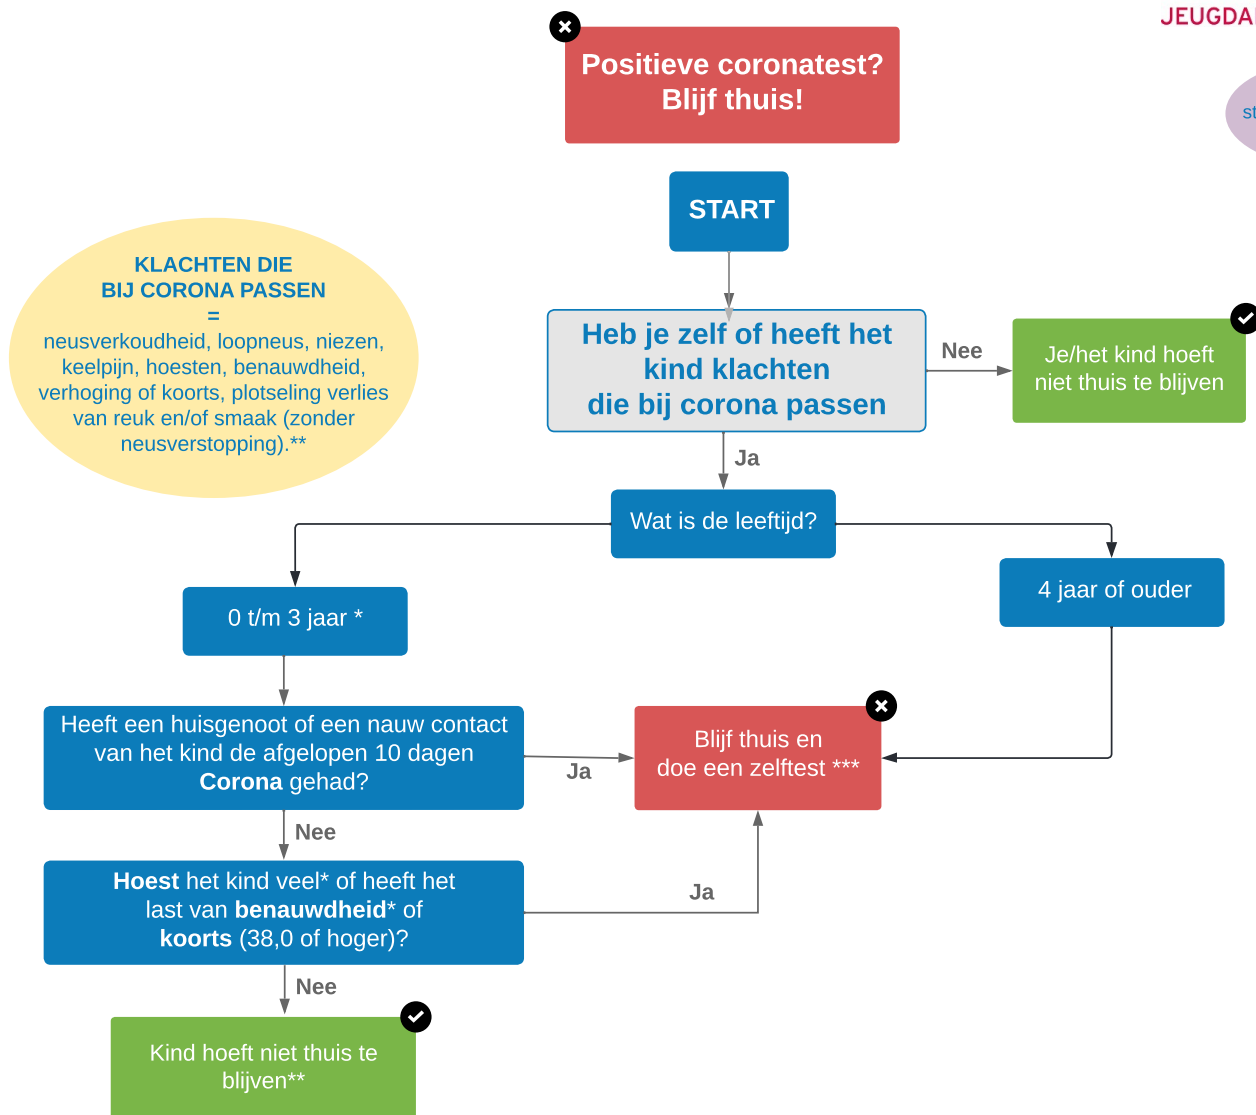 Positieve coronatest?
Blijf thuis!
START
KLACHTEN DIE
BIJ CORONA PASSEN
=
neusverkoudheid, loopneus, niezen,
keelpijn, hoesten, benauwdheid,
verhoging of koorts, plotseling verlies
van reuk en/of smaak (zonder
neusverstopping).**
Heb je zelf of heeft het
kind klachten
die bij corona passen
Nee
Je/het kind hoeft
niet thuis te blijven
Ja
Wat is de leeftijd?
0 t/m 3 jaar *
4 jaar of ouder
Heeft een huisgenoot of een nauw contact
van het kind de afgelopen 10 dagen
Corona gehad?
Ja
Blijf thuis en
doe een zelftest ***
Nee
Hoest het kind veel* of heeft het
last van benauwdheid* of
koorts (38,0 of hoger)?
Ja
Nee
Kind hoeft niet thuis te
blijven**